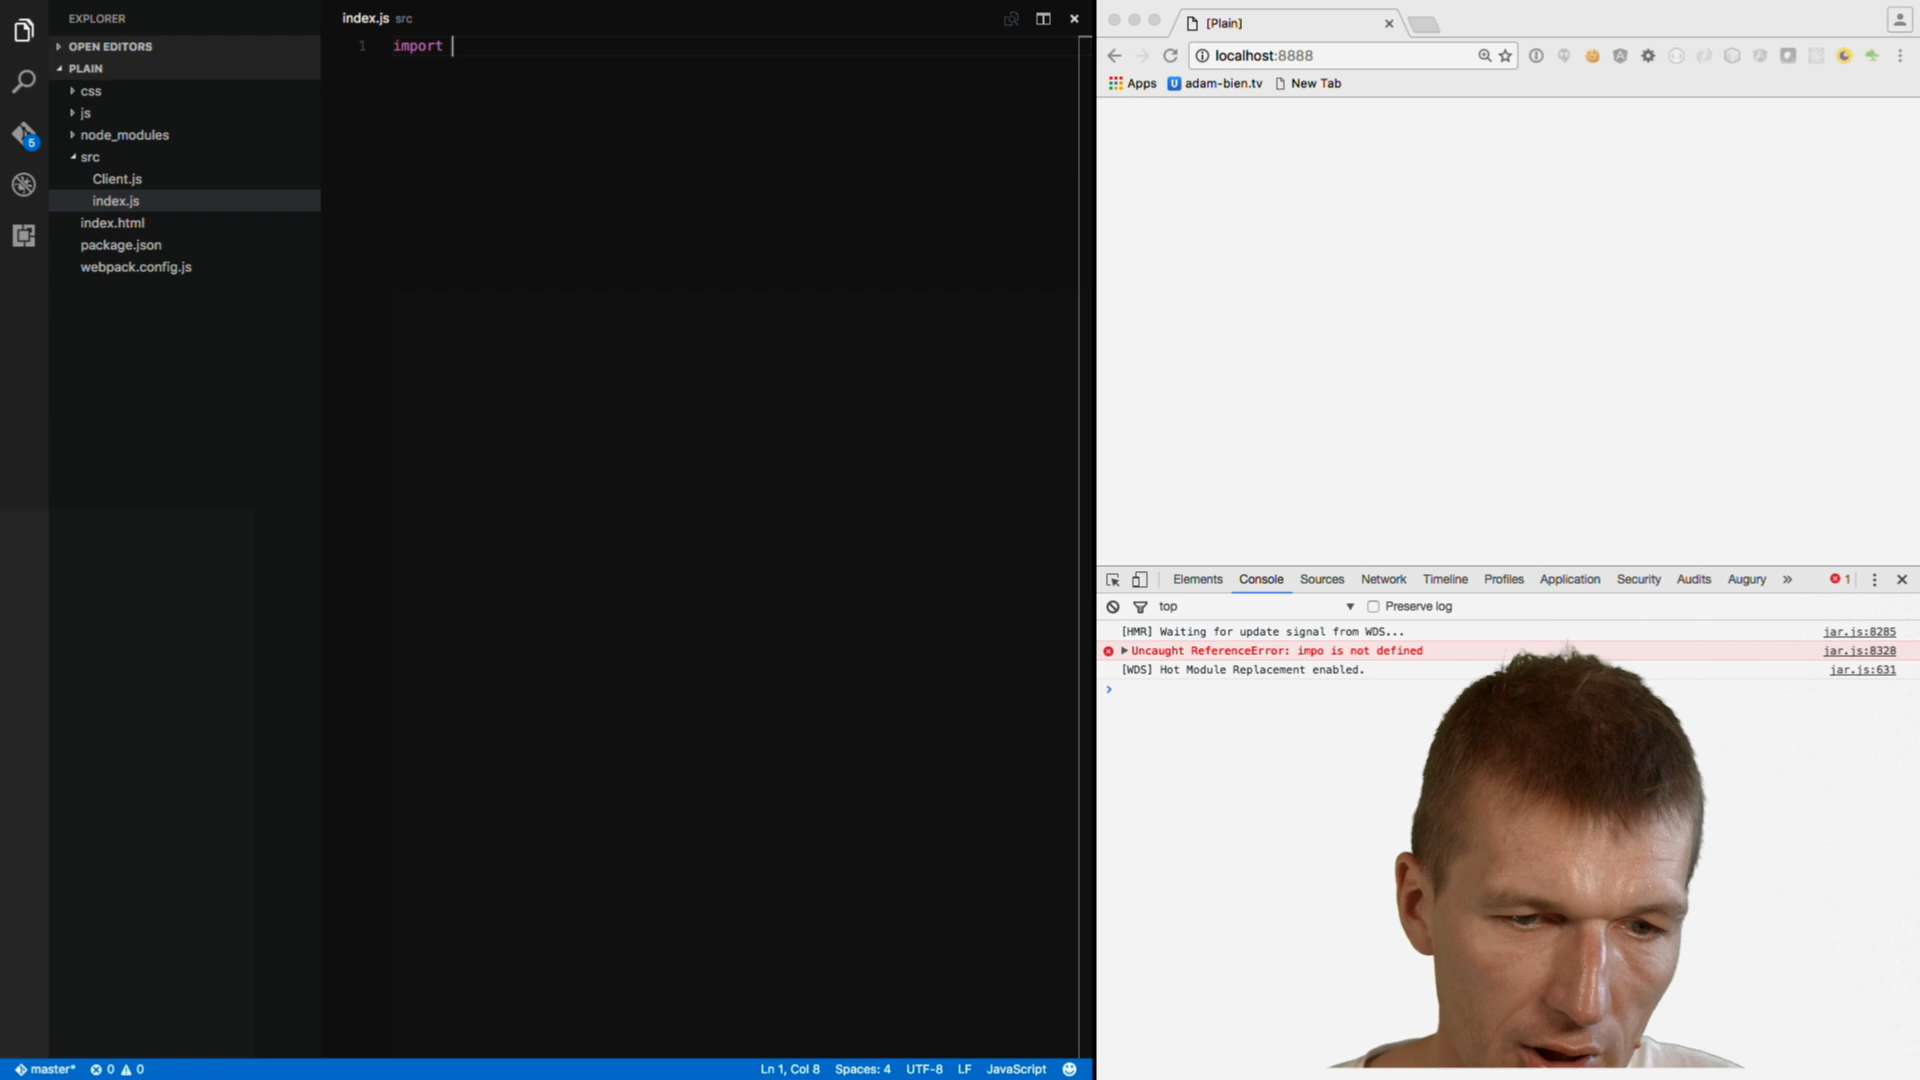 EXPLORER
OPEN EDITORS
PLAIN
css
js
node_modules
src
Client.js
index.js
index.html
package.json
webpack.config.js
5
index.js src
1 import
master* 0 0
Ln 1, Col 8 Spaces: 4 UTF-8 LF JavaScript
[Plain]
localhost:8888
Apps adam-bien.tv New Tab
Elements Console Sources Network Timeline Profiles Application Security Audits Augury » 1
top Preserve log
[HMR] Waiting for update signal from WDS... jar.js:8285
Uncaught ReferenceError: impo is not defined jar.js:8328
[WDS] Hot Module Replacement enabled. jar.js:631